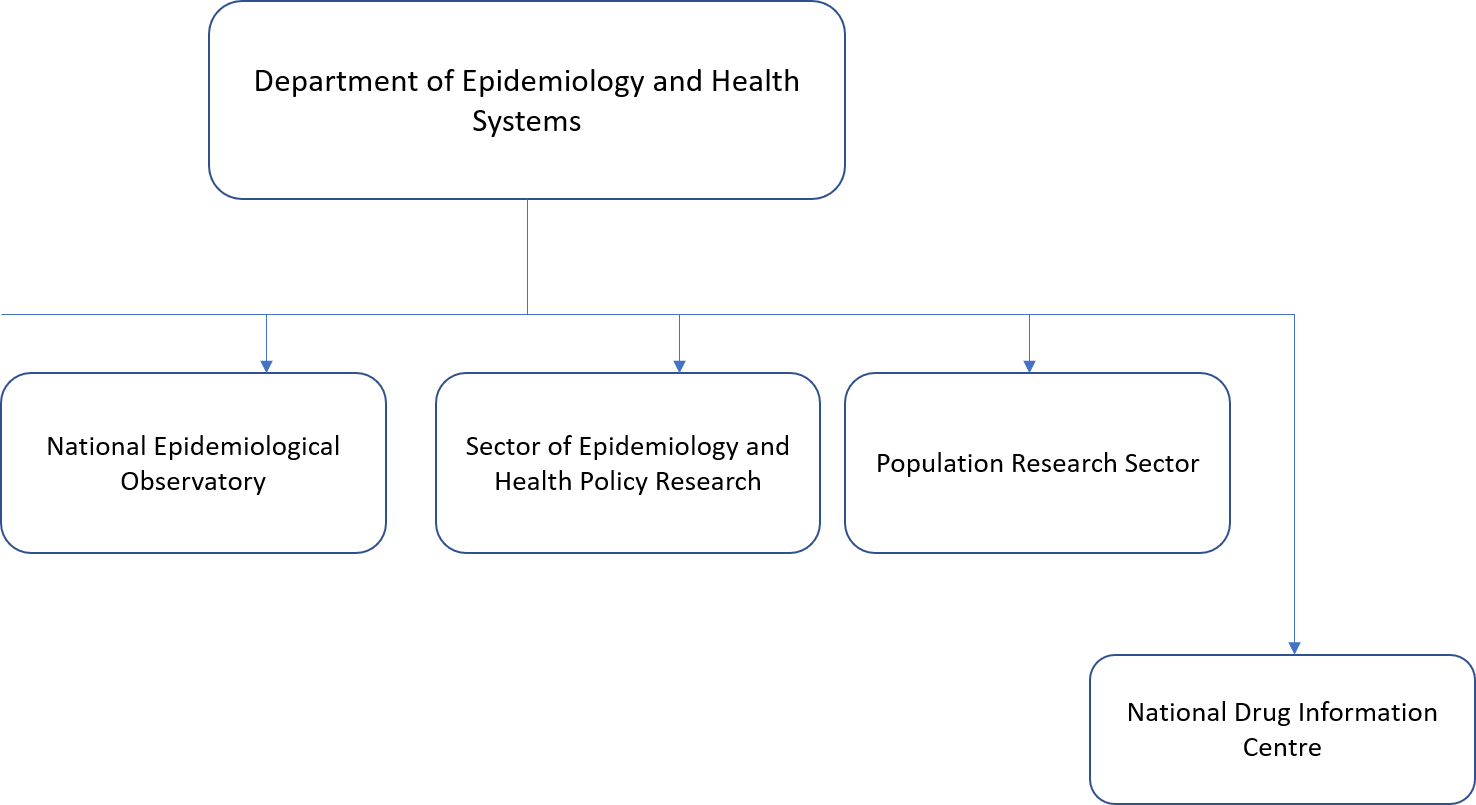 Department of Epidemiology and Health
Systems
National Epidemiological
Observatory
Sector of Epidemiology and
Health Policy Research
Population Research Sector
National Drug Information
Centre